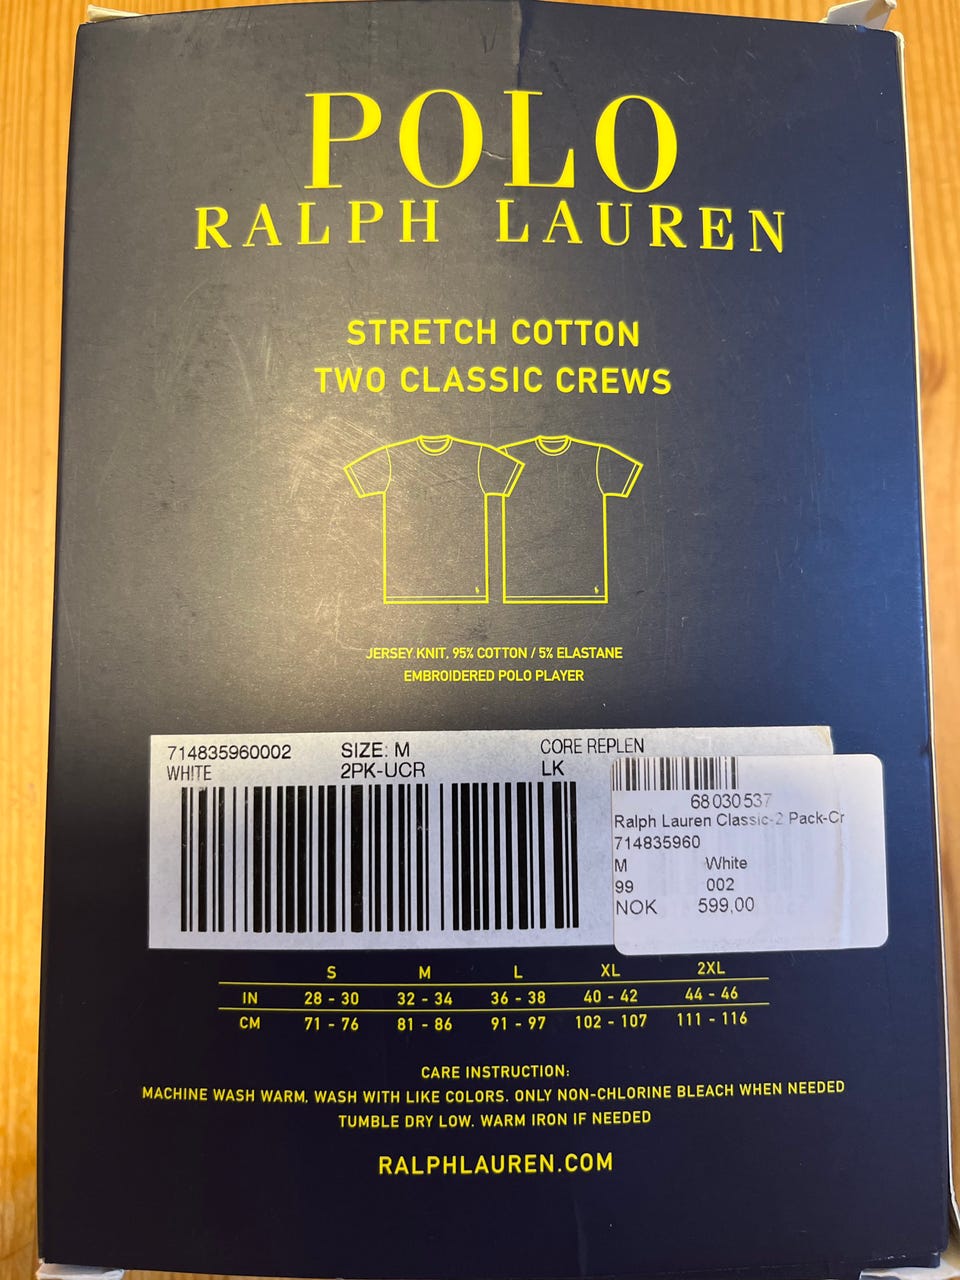 POLO
RALPH LAUREN
STRETCH COTTON
TWO CLASSIC CREWS
JERSEY KNIT, 95% COTTON / 5% ELASTANE
EMBROIDERED POLO PLAYER
714835960002 SIZE: M CORE REPLEN
WHITE 2PK-UCR LK
68030537
Ralph Lauren Classic-2 Pack-Cr
714835960
M White
99 002
NOK 599,00
S M L XL 2XL
IN 28 - 30 32 - 34 36 - 38 40 - 42 44 - 46
CM 71 - 76 81 - 86 91 - 97 102 - 107 111 - 116
CARE INSTRUCTION:
MACHINE WASH WARM. WASH WITH LIKE COLORS. ONLY NON-CHLORINE BLEACH WHEN NEEDED
TUMBLE DRY LOW. WARM IRON IF NEEDED
RALPHLAUREN.COM